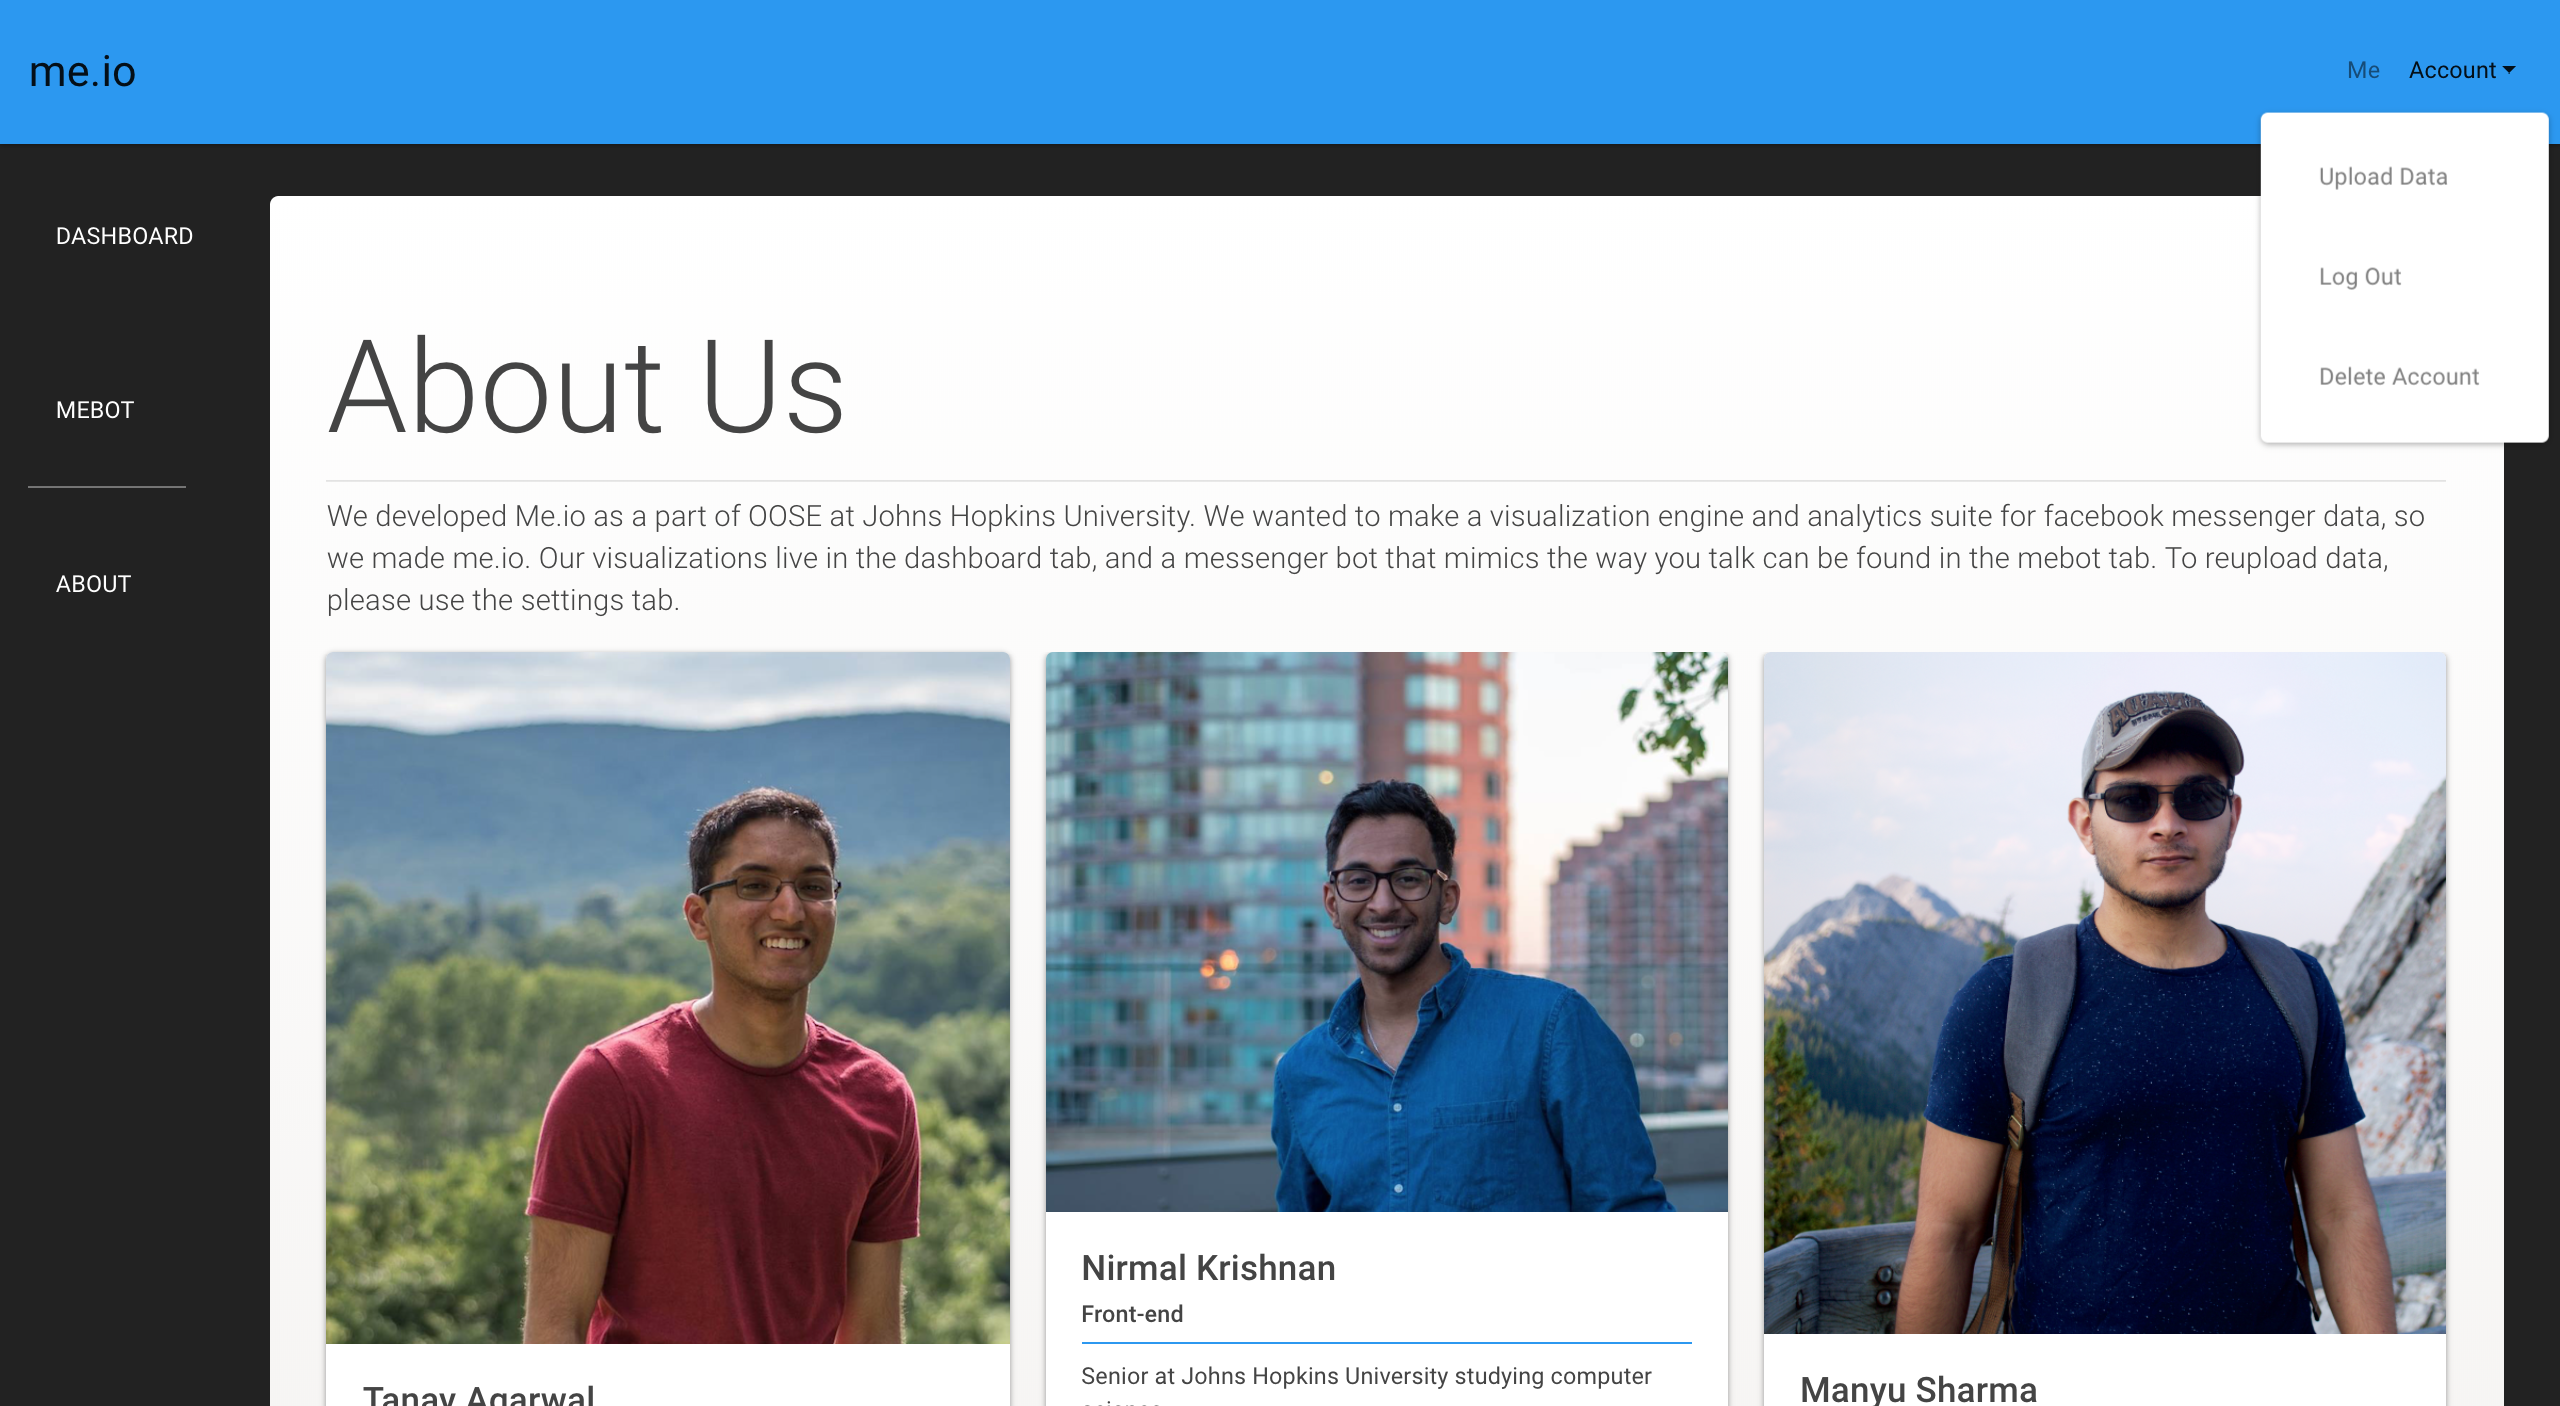 me.io
Me
Account
Upload Data
Log Out
Delete Account
DASHBOARD
MEBOT
ABOUT
About Us
We developed Me.io as a part of OOSE at Johns Hopkins University. We wanted to make a visualization engine and analytics suite for facebook messenger data, so
we made me.io. Our visualizations live in the dashboard tab, and a messenger bot that mimics the way you talk can be found in the mebot tab. To reupload data,
please use the settings tab.
Tanay Agarwal
Nirmal Krishnan
Front-end
Senior at Johns Hopkins University studying computer
Manyu Sharma